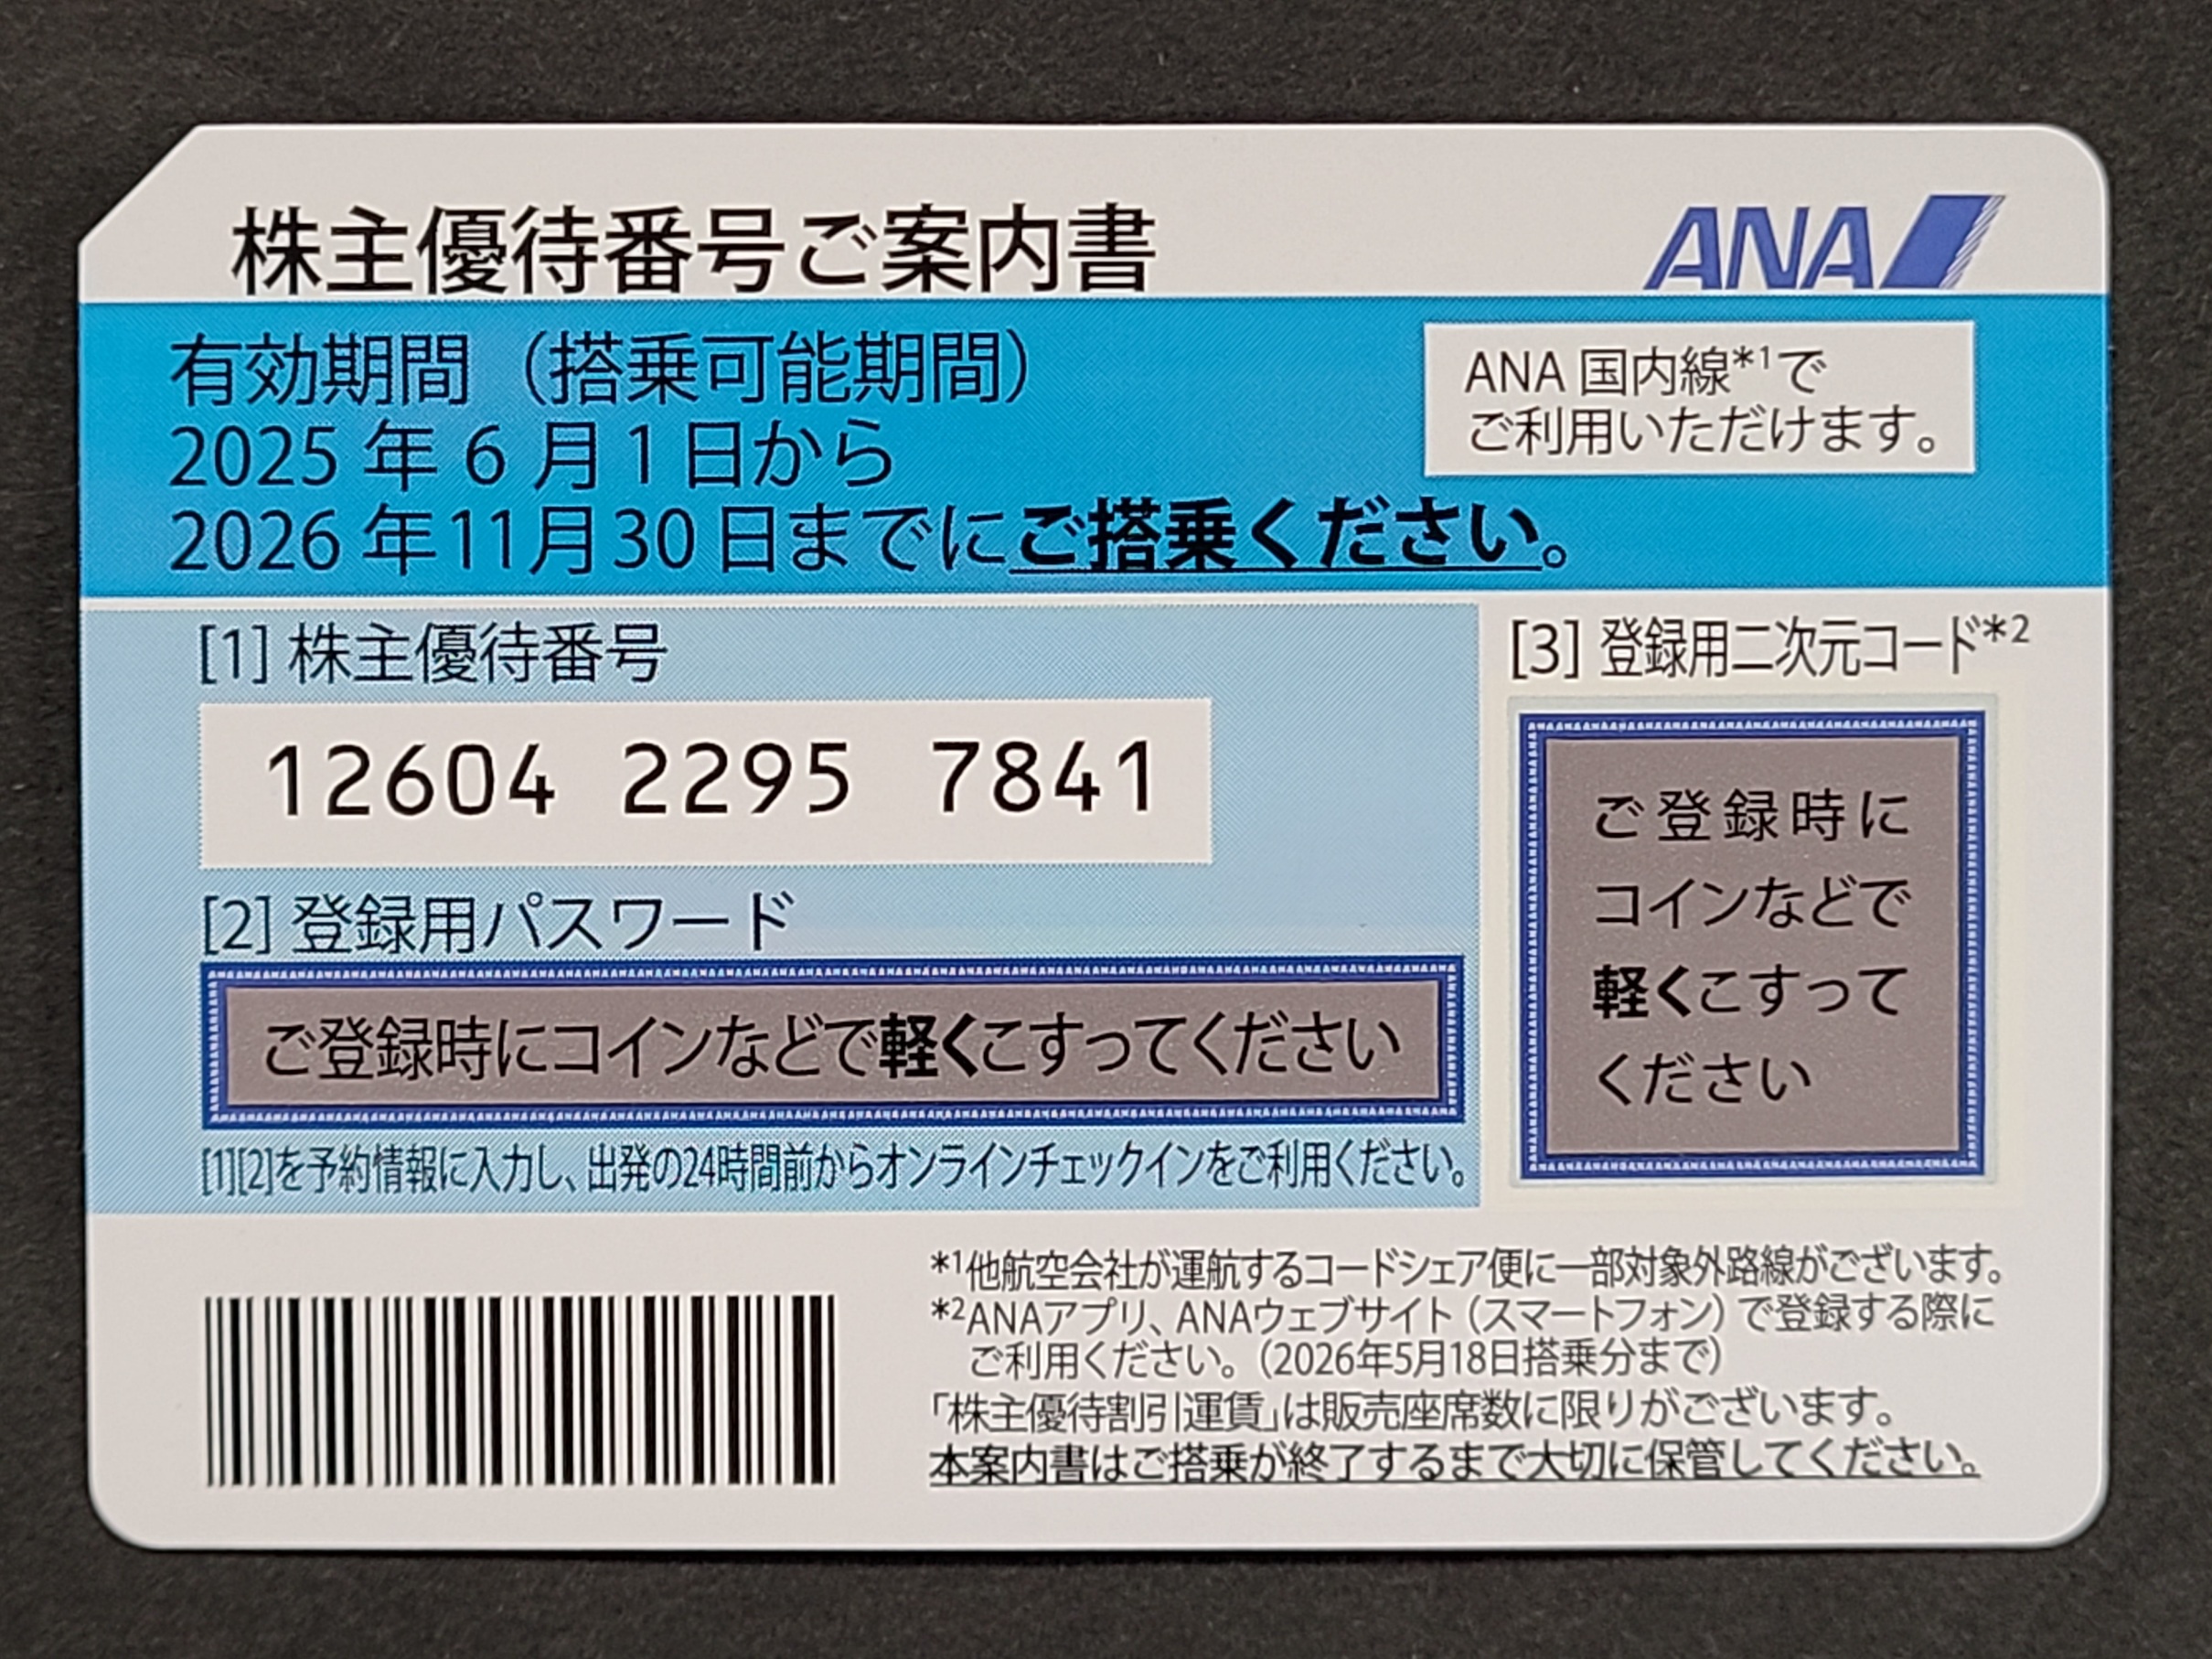 株主優待番号ご案内書
ANA
有効期間（搭乗可能期間）
2025年6月1日から
2026年11月30日までにご搭乗ください。
ANA国内線*1で
ご利用いただけます。
[1] 株主優待番号
12604 2295 7841
[2] 登録用パスワード
ご登録時にコインなどで軽くこすってください
[1][2]を予約情報に入力し、出発の24時間前からオンラインチェックインをご利用ください。
[3] 登録用二次元コード*2
ご登録時に
コインなどで
軽くこすって
ください
*1他航空会社が運航するコードシェア便に一部対象外路線がございます。
*2ANAアプリ、ANAウェブサイト（スマートフォン）で登録する際に
ご利用ください。（2026年5月18日搭乗分まで）
「株主優待割引運賃」は販売座席数に限りがございます。
本案内書はご搭乗が終了するまで大切に保管してください。